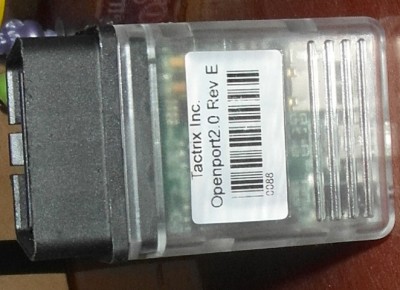 Tactrix Inc.
Openport2.0 Rev E
0088